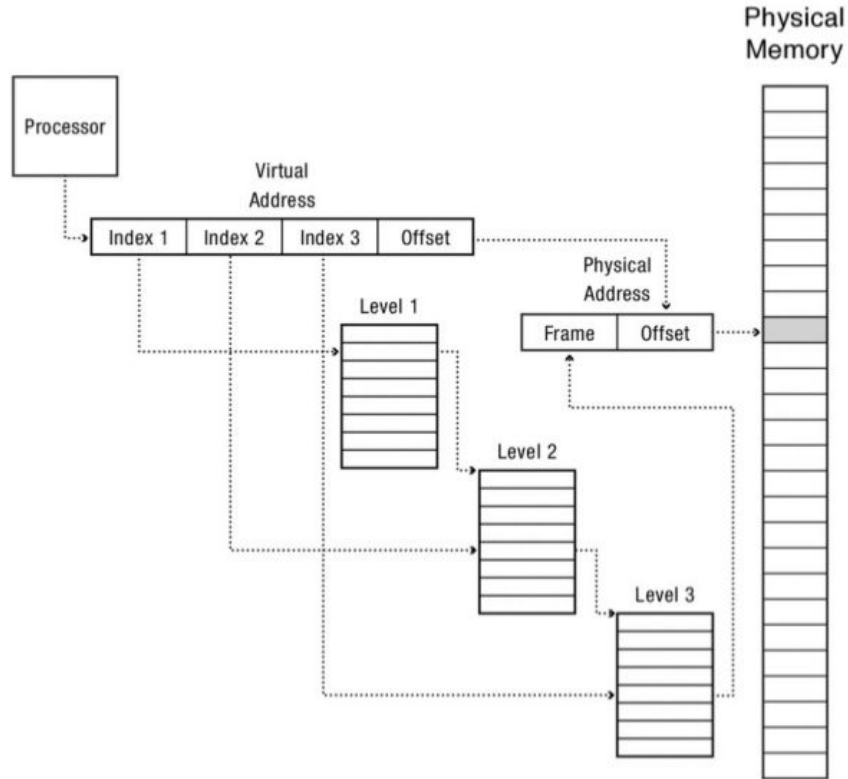 Physical
Memory
Processor
Virtual
Address
Index 1 Index 2 Index 3 Offset
Physical
Address
Level 1
Frame Offset
Level 2
Level 3